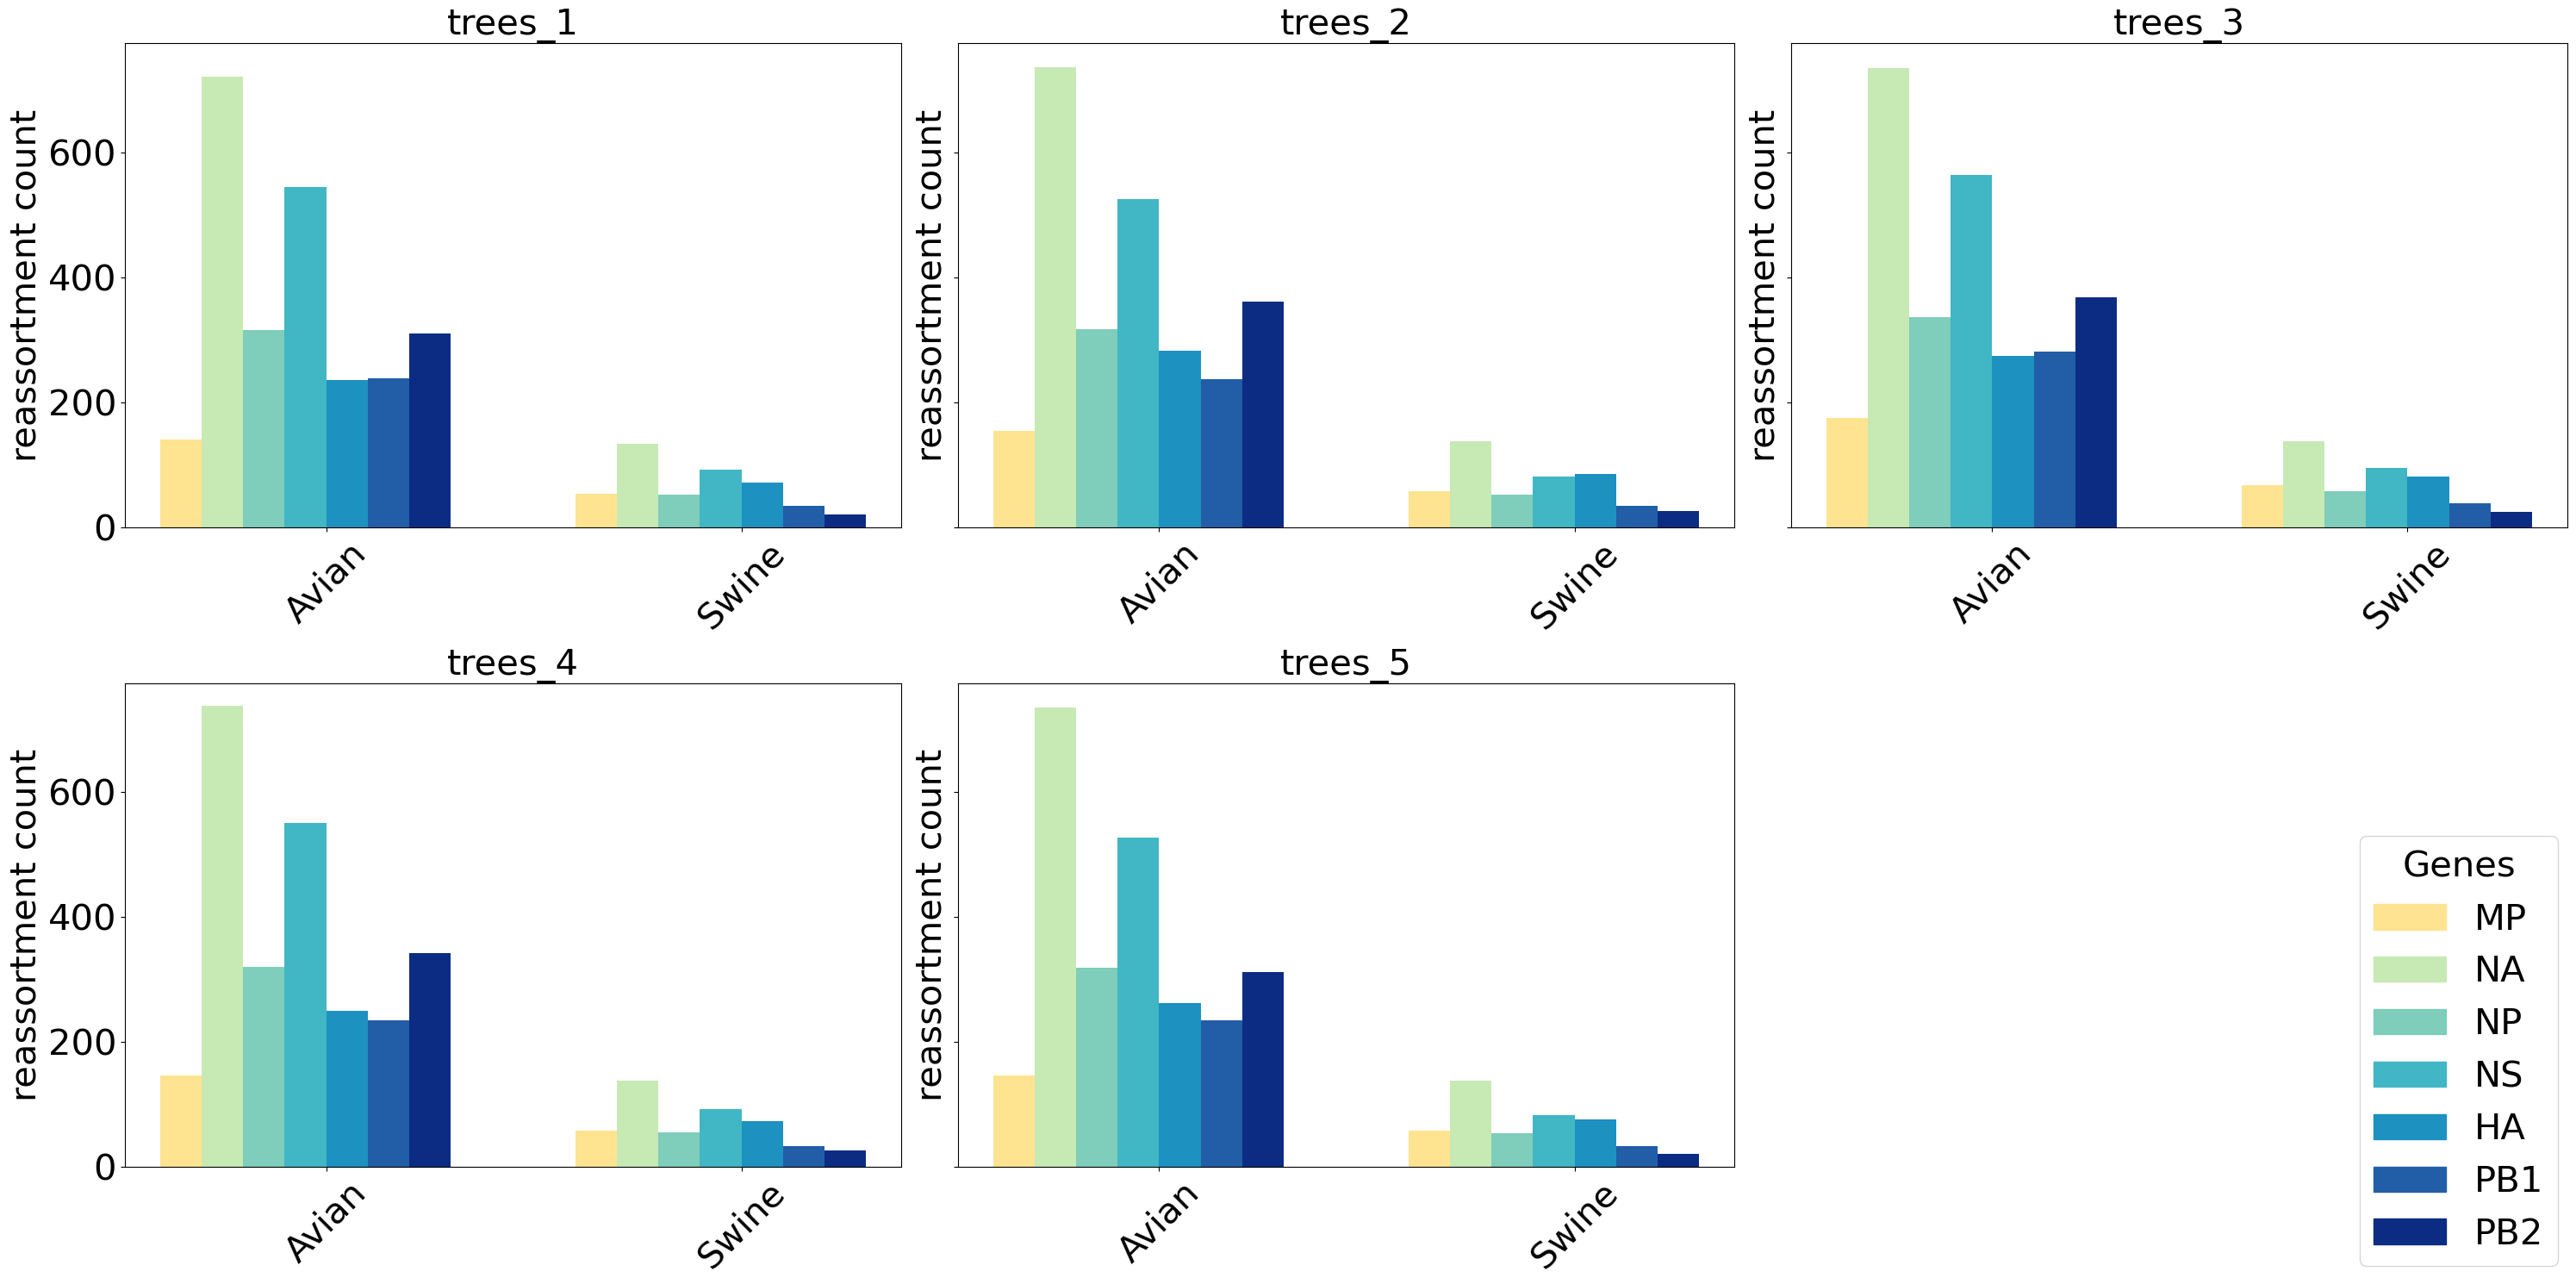 trees_1
reassortment count
600
400
200
0
Avian
Swine
trees_2
reassortment count
Avian
Swine
trees_3
reassortment count
Avian
Swine
trees_4
reassortment count
600
400
200
0
Avian
Swine
trees_5
reassortment count
Avian
Swine
Genes
MP
NA
NP
NS
HA
PB1
PB2